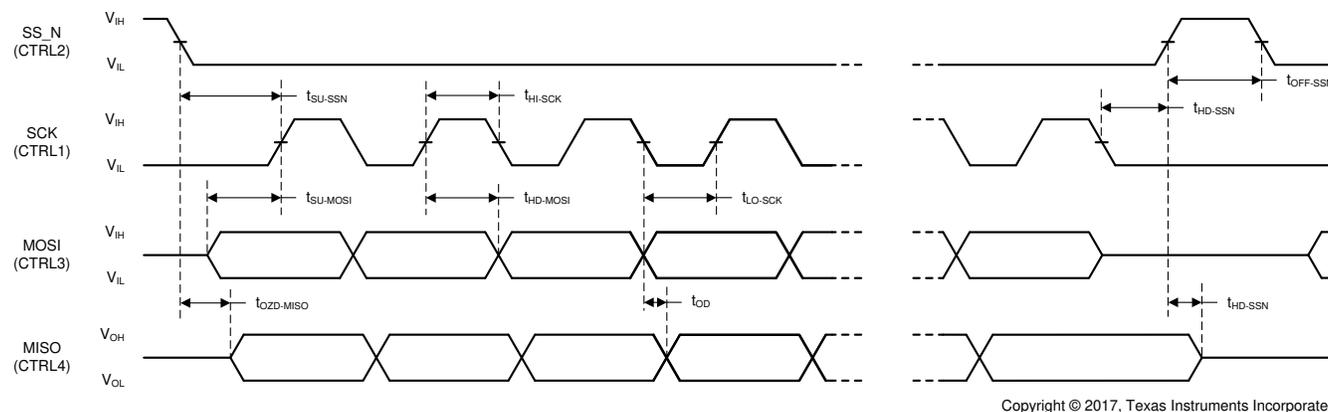 SS_N
(CTRL2)
V_IH
V_IL
t_SU-SSN
t_HI-SCK
t_HD-SSN
t_OFF-SSN
SCK
(CTRL1)
V_IH
V_IL
t_SU-MOSI
t_HD-MOSI
t_LO-SCK
MOSI
(CTRL3)
V_IH
V_IL
t_OZD-MISO
t_OD
t_HD-SSN
MISO
(CTRL4)
V_OH
V_OL
Copyright © 2017, Texas Instruments Incorporate